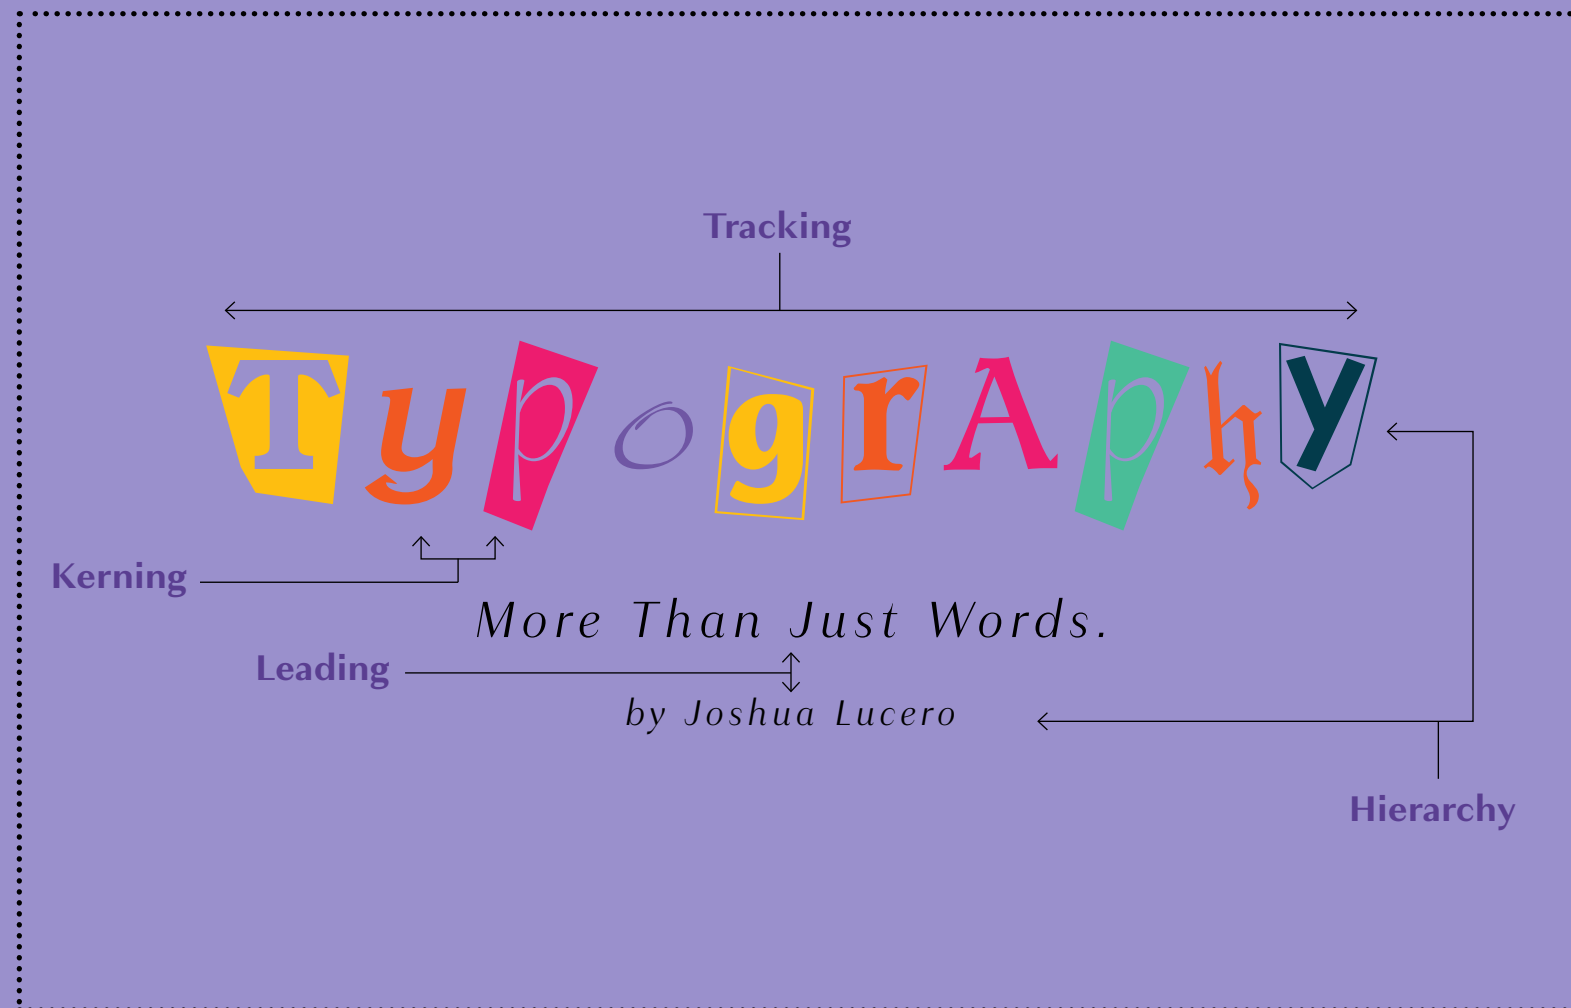 Tracking
TypogrAphy
Kerning
More Than Just Words.
Leading
by Joshua Lucero
Hierarchy